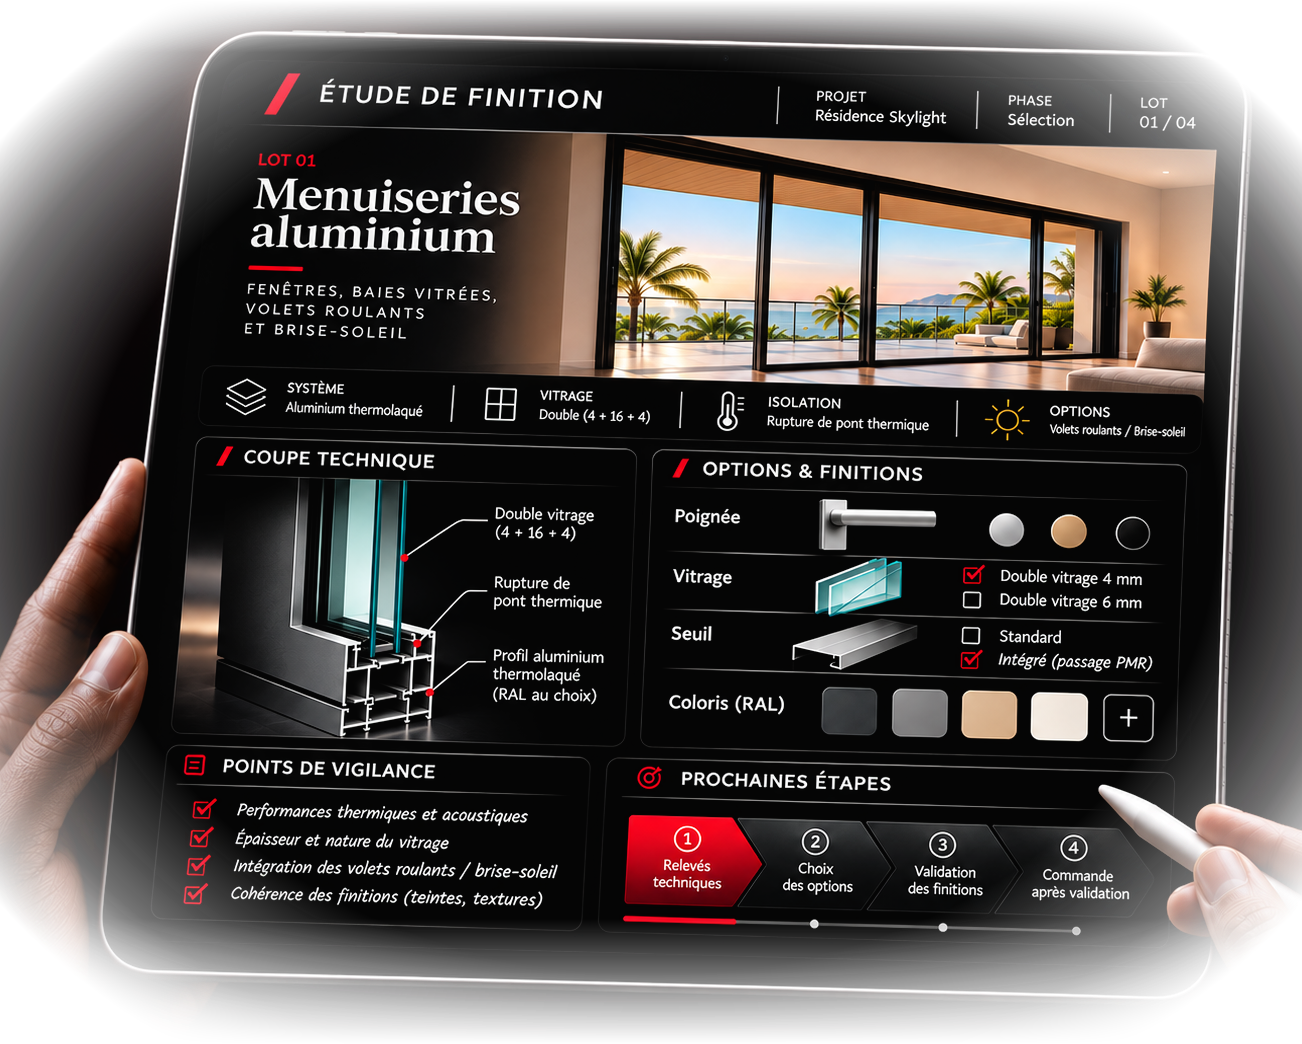 ÉTUDE DE FINITION
PROJET
Résidence Skylight
PHASE
Sélection
LOT
01 / 04
LOT 01
Menuiseries
aluminium
FENÊTRES, BAIES VITRÉES,
VOLETS ROULANTS
ET BRISE-SOLEIL
SYSTÈME
Aluminium thermolaqué
VITRAGE
Double (4 + 16 + 4)
ISOLATION
Rupture de pont thermique
OPTIONS
Volets roulants / Brise-soleil
COUPE TECHNIQUE
Double vitrage
(4 + 16 + 4)
Rupture de
pont thermique
Profil aluminium
thermolaqué
(RAL au choix)
OPTIONS & FINITIONS
Poignée
Vitrage
Double vitrage 4 mm
Double vitrage 6 mm
Seuil
Standard
Intégré (passage PMR)
Coloris (RAL)
+
POINTS DE VIGILANCE
Performances thermiques et acoustiques
Épaisseur et nature du vitrage
Intégration des volets roulants / brise-soleil
Cohérence des finitions (teintes, textures)
PROCHAINES ÉTAPES
1
Relevés
techniques
2
Choix
des options
3
Validation
des finitions
4
Commande
après validation